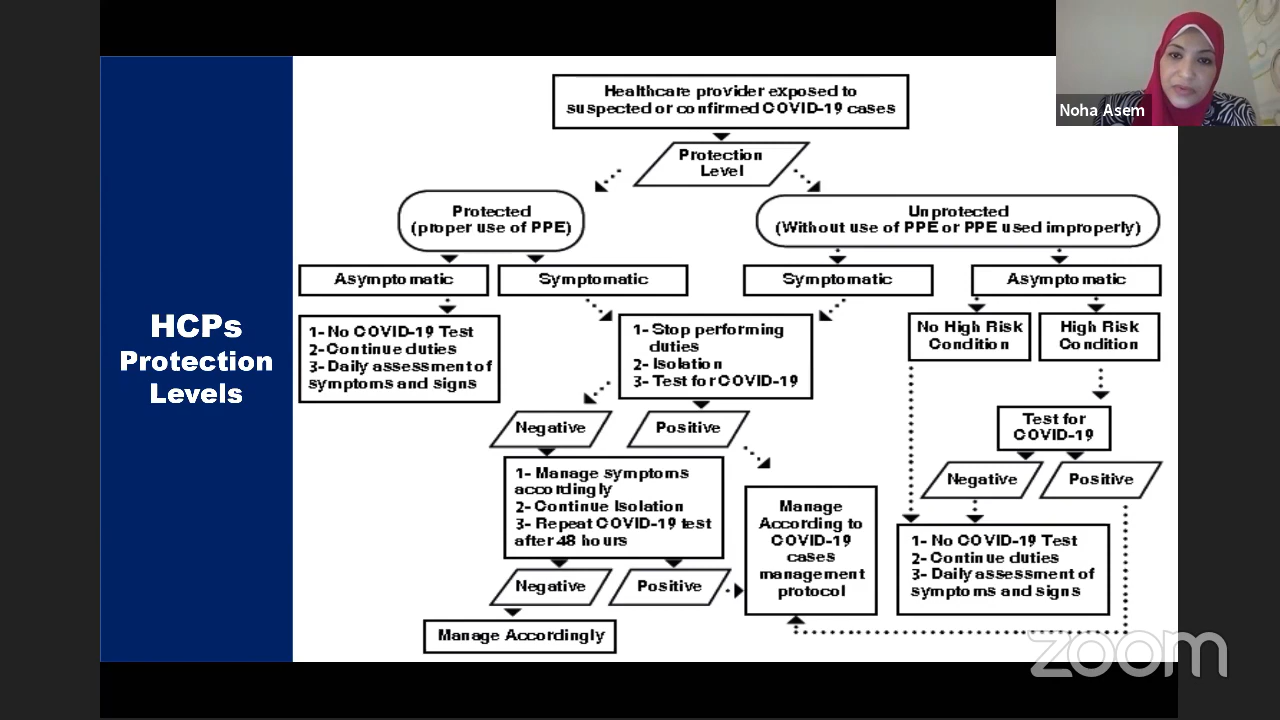 Noha Asem
HCPs
Protection
Levels
Healthcare provider exposed to
suspected or confirmed COVID-19 cases
Protection
Level
Protected
(proper use of PPE)
Unprotected
(Without use of PPE or PPE used improperly)
Asymptomatic
Symptomatic
Symptomatic
Asymptomatic
1- No COVID-19 Test
2-Continue duties
3- Daily assessment of
symptoms and signs
1- Stop performing
duties
2- Isolation
3- Test for COVID-19
No High Risk
Condition
High Risk
Condition
Negative
Positive
Test for
COVID-19
Negative
Positive
1- Manage symptoms
accordingly
2- Continue Isolation
3- Repeat COVID-19 test
after 48 hours
Manage
According to
COVID-19
cases
management
protocol
1- No COVID-19 Test
2- Continue duties
3- Daily assessment of
symptoms and signs
Negative
Positive
Manage Accordingly
zoom